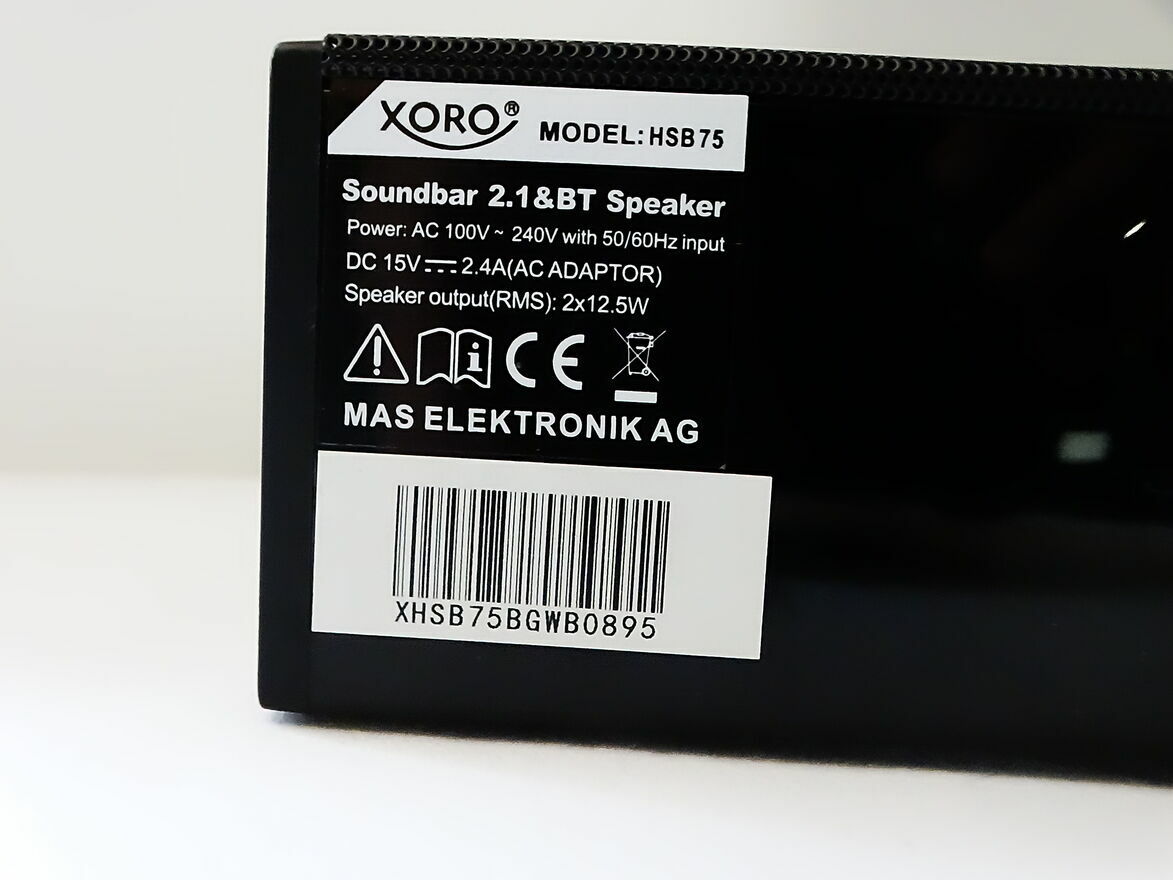 XORO® MODEL: HSB75
Soundbar 2.1&BT Speaker
Power: AC 100V ~ 240V with 50/60Hz input
DC 15V⎓2.4A(AC ADAPTOR)
Speaker output(RMS): 2x12.5W
CE
MAS ELEKTRONIK AG
XHSB75BGWB0895